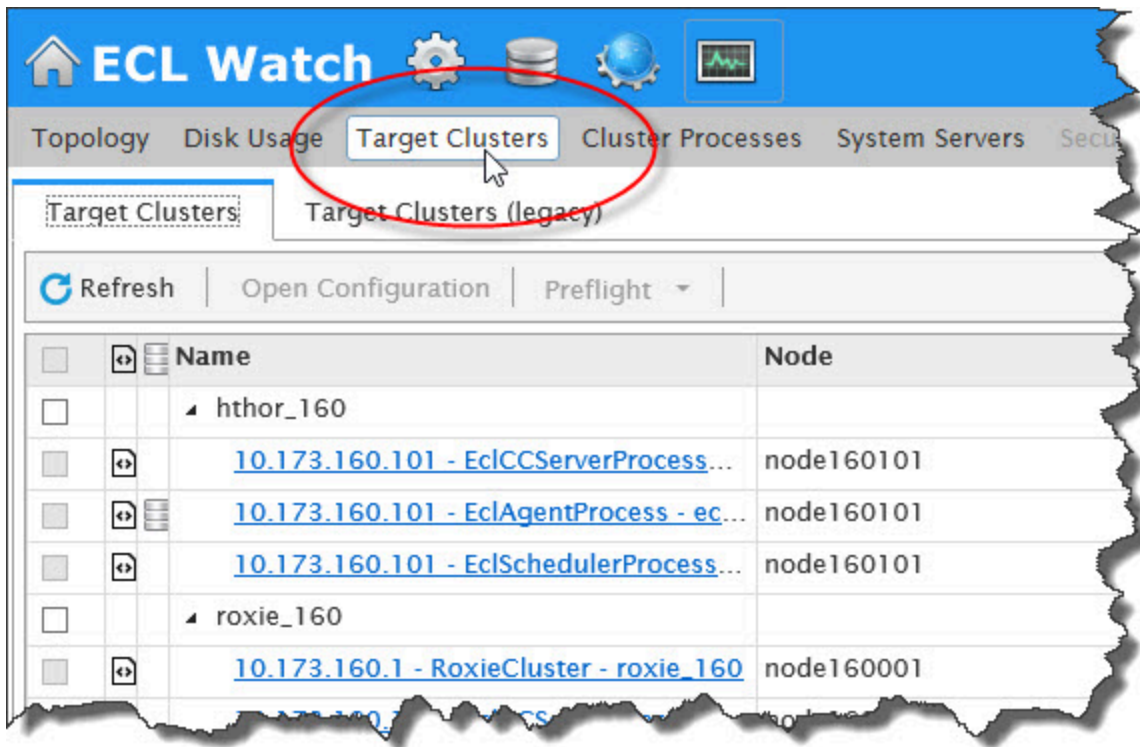 ECL Watch
Topology Disk Usage Target Clusters Cluster Processes System Servers
Target Clusters Target Clusters (legacy)
Refresh Open Configuration Preflight
Name Node
hthor_160
10.173.160.101 - EclCCServerProcess... node160101
10.173.160.101 - EclAgentProcess - ec... node160101
10.173.160.101 - EclSchedulerProcess... node160101
roxie_160
10.173.160.1 - RoxieCluster - roxie_160 node160001